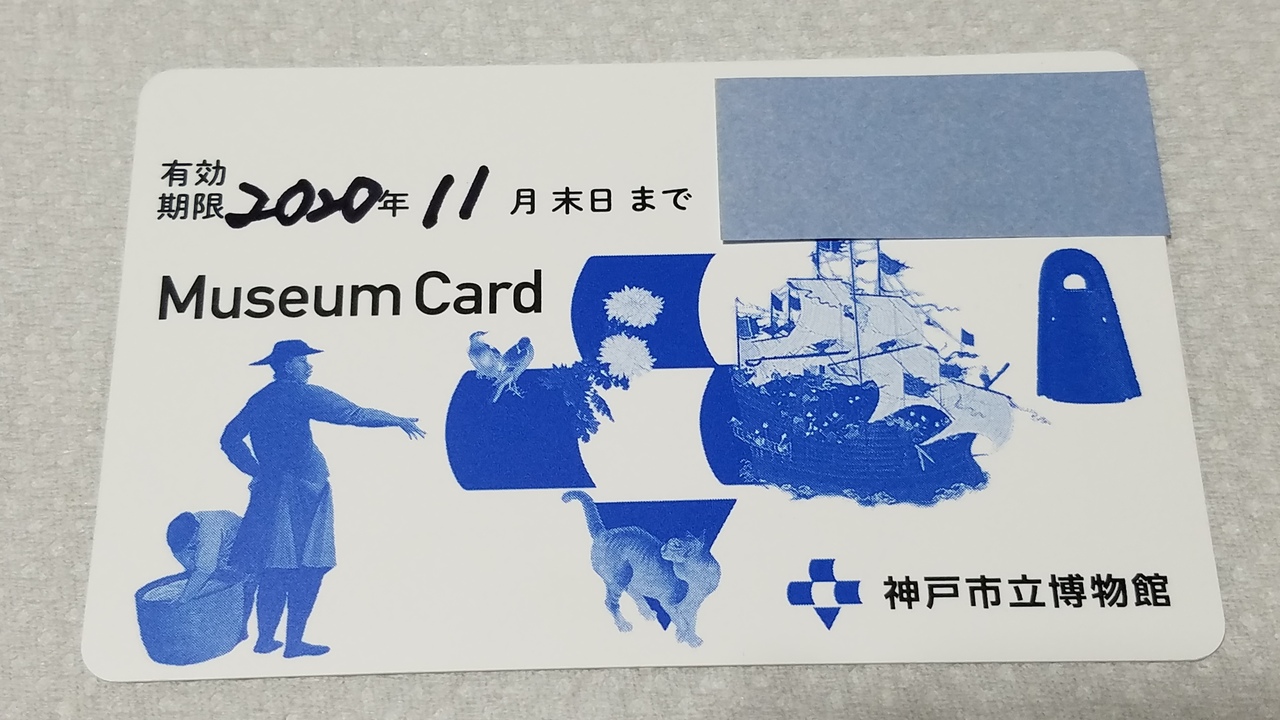 有効
期限2020年11月末日まで
Museum Card
神戸市立博物館